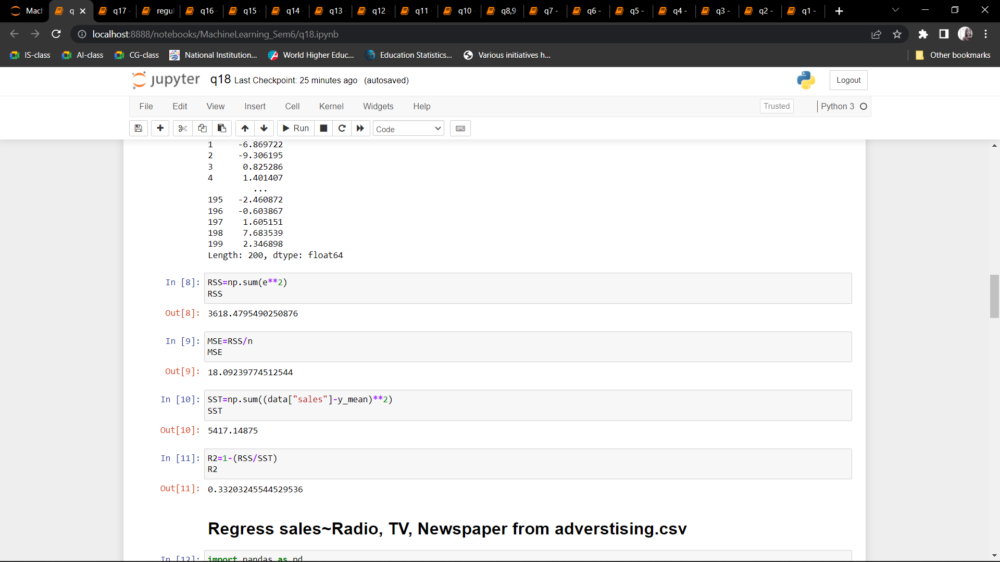 Mach
q
q17
regul
q16
q15
q14
q13
q12
q11
q10
q8,9
q7 -
q6 -
q5 -
q4 -
q3 -
q2 -
q1 -
localhost:8888/notebooks/MachineLearning_Sem6/q18.ipynb
IS-class
AI-class
CG-class
National Institution...
World Higher Educ...
Education Statistics...
Various initiatives h...
Other bookmarks
jupyter q18 Last Checkpoint: 25 minutes ago (autosaved)
Logout
File Edit View Insert Cell Kernel Widgets Help
Trusted
Python 3
Run
Code
1 -6.869722
2 -9.306195
3 0.825286
4 1.401407
...
195 -2.460872
196 -0.603867
197 1.605151
198 7.683539
199 2.346898
Length: 200, dtype: float64
In [8]: RSS=np.sum(e**2)
RSS
Out[8]: 3618.4795490250876
In [9]: MSE=RSS/n
MSE
Out[9]: 18.09239774512544
In [10]: SST=np.sum((data["sales"]-y_mean)**2)
SST
Out[10]: 5417.14875
In [11]: R2=1-(RSS/SST)
R2
Out[11]: 0.33203245544529536
Regress sales~Radio, TV, Newspaper from adverstising.csv
In [12]: import pandas as pd